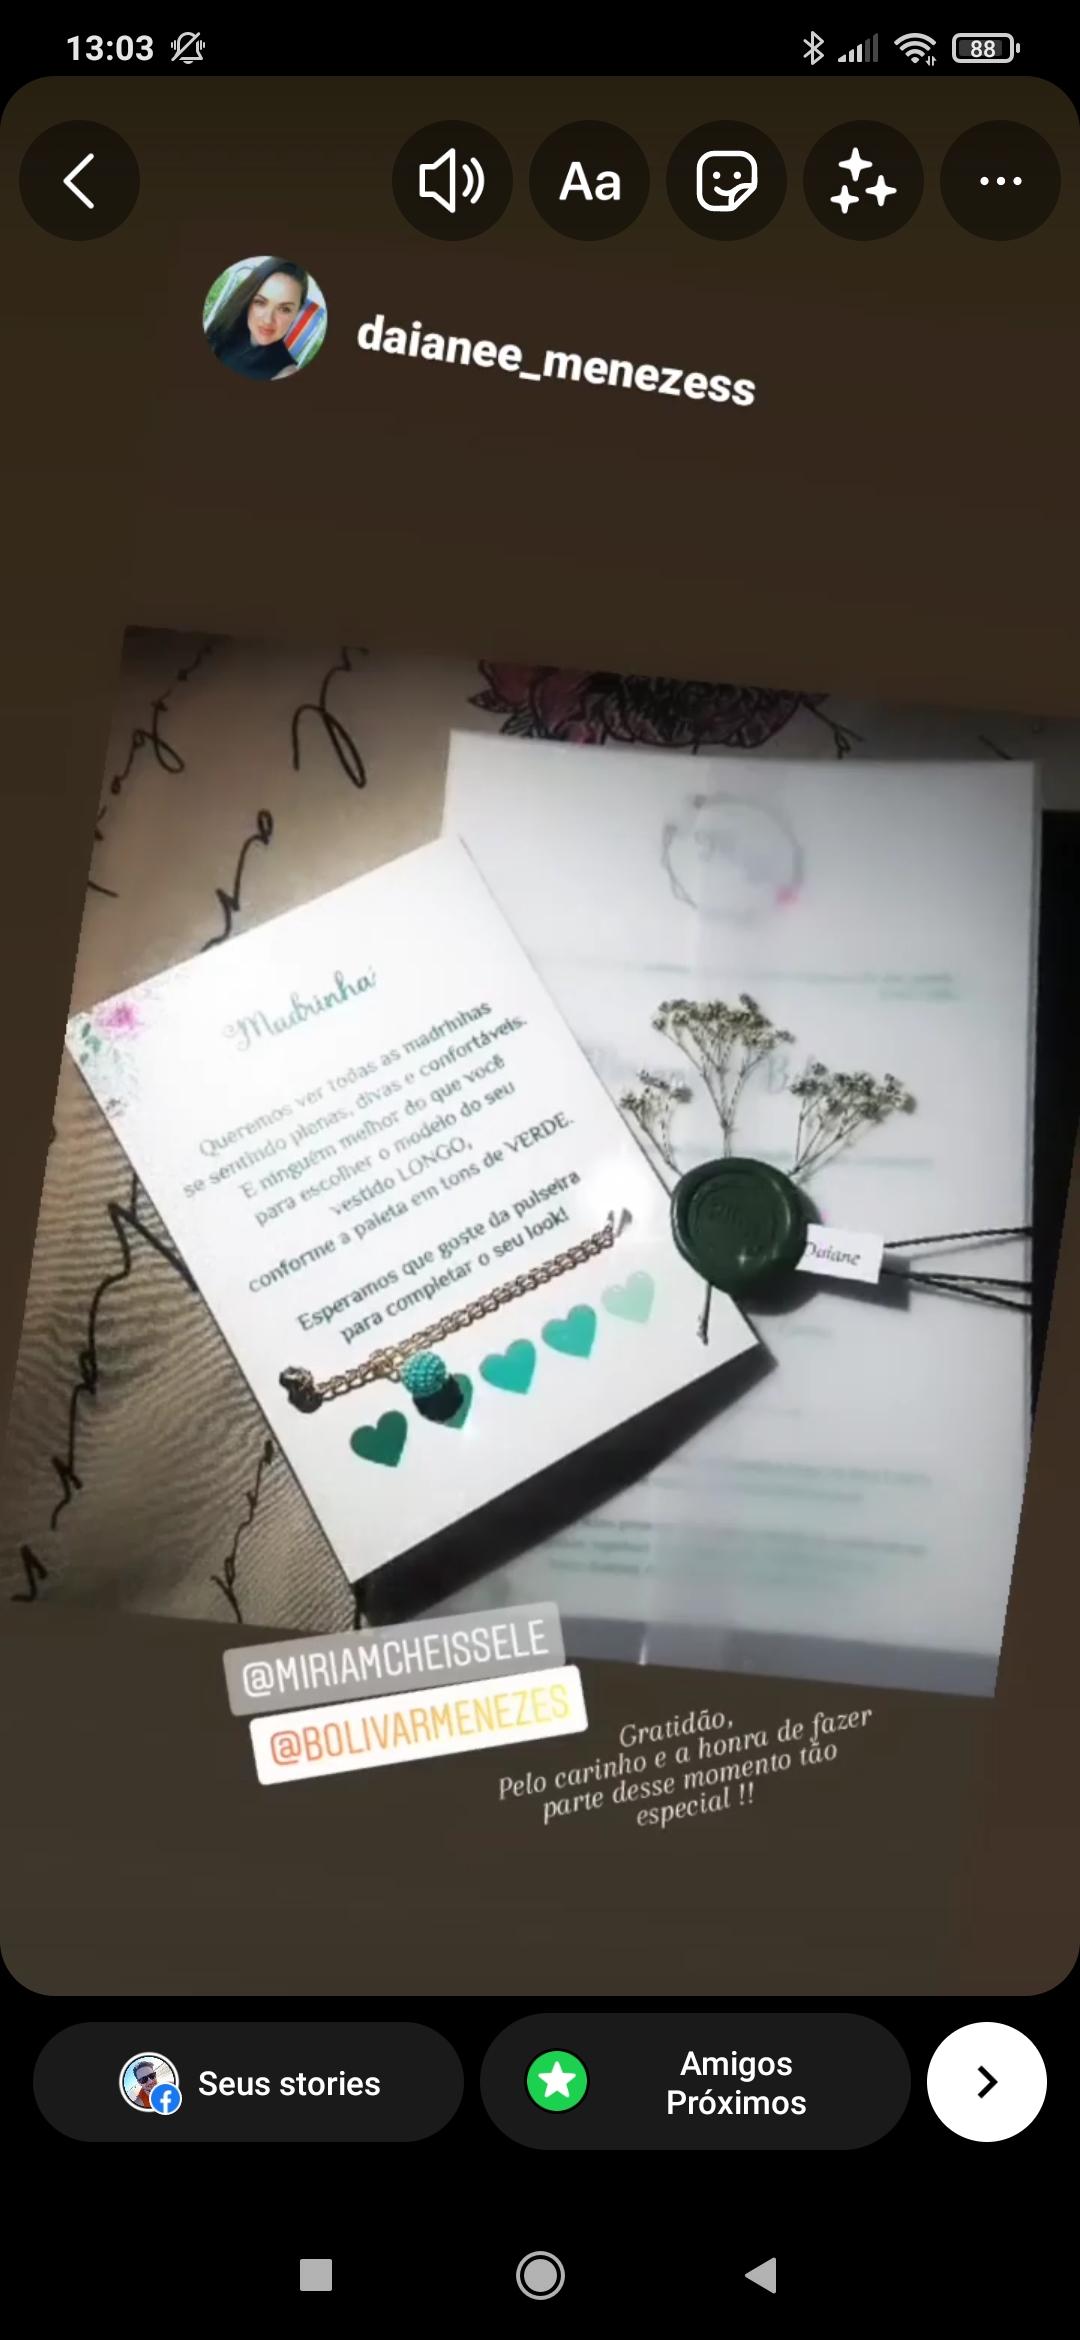 13:03
88
Aa
daianee_menezess
Madrinha
Queremos ver todas as madrinhas
se sentindo plenas, divas e confortáveis.
E ninguém melhor do que você
para escolher o modelo do seu
vestido LONGO,
conforme a paleta em tons de VERDE.
Esperamos que goste da pulseira
para completar o seu look!
Daiane
@MIRIAMCHEISSELE
@BOLIVARMENEZES
Gratidão,
Pelo carinho e a honra de fazer
parte desse momento tão
especial !!
Seus stories
Amigos
Próximos